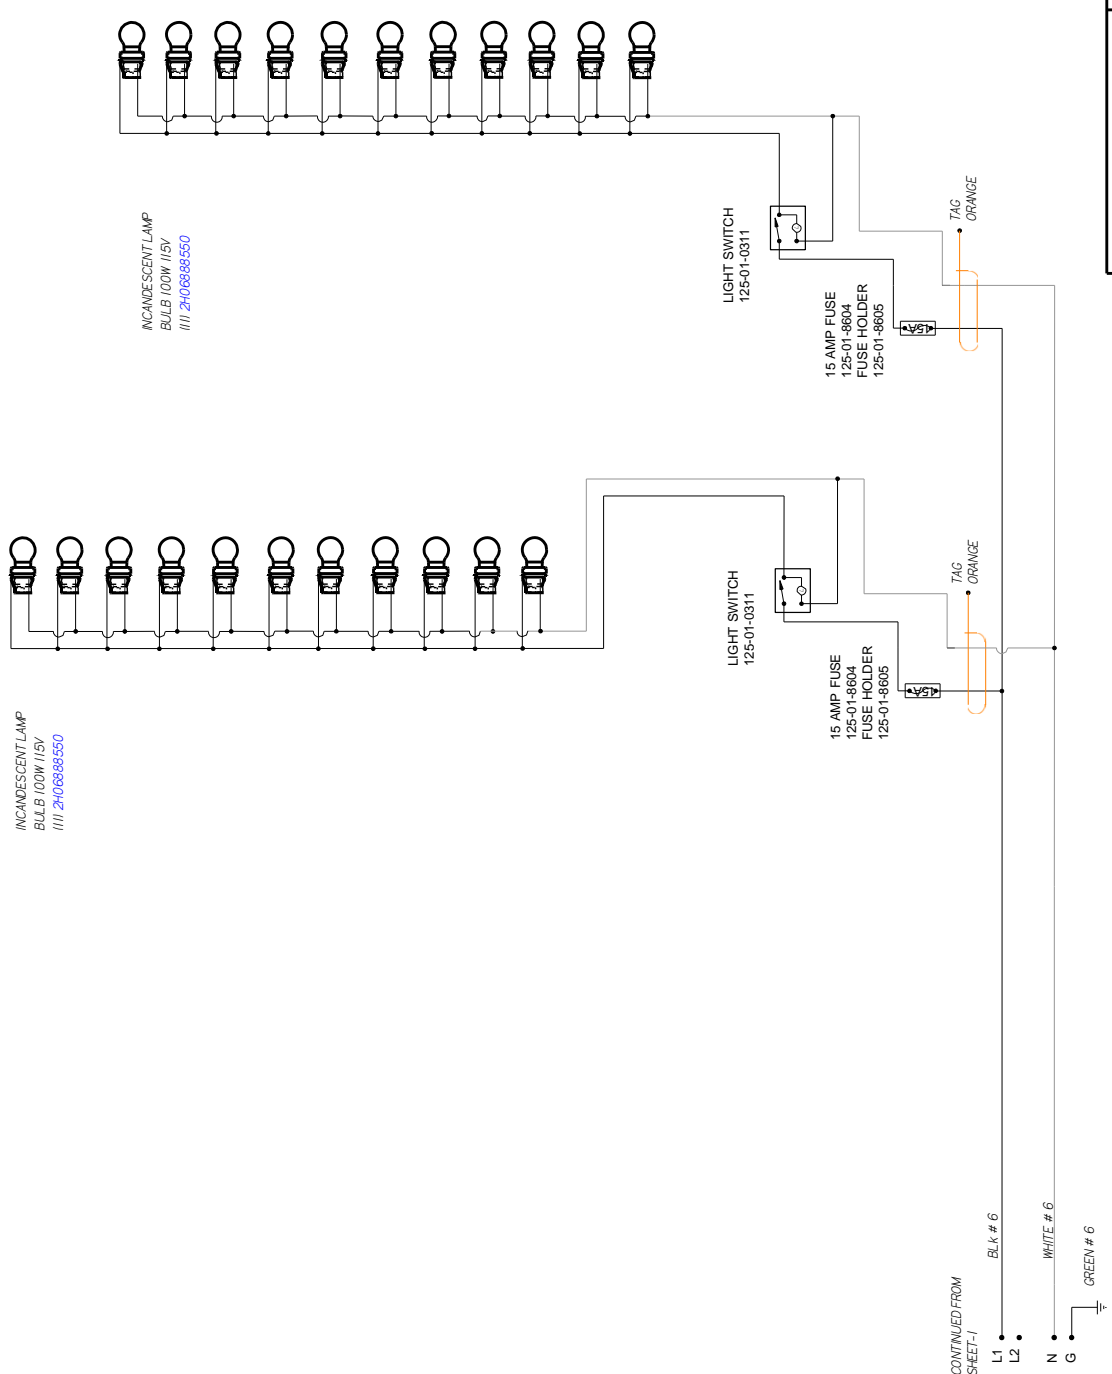 INCANDESCENT LAMP
BULB 100W 115V
1111 2H06888550
LIGHT SWITCH
125-01-0311
15 AMP FUSE
125-01-8604
FUSE HOLDER
125-01-8605
15A
TAG
ORANGE
INCANDESCENT LAMP
BULB 100W 115V
1111 2H06888550
LIGHT SWITCH
125-01-0311
15 AMP FUSE
125-01-8604
FUSE HOLDER
125-01-8605
15A
TAG
ORANGE
CONTINUED FROM
SHEET-1
BLK # 6
WHITE # 6
GREEN # 6
L1
L2
N
G